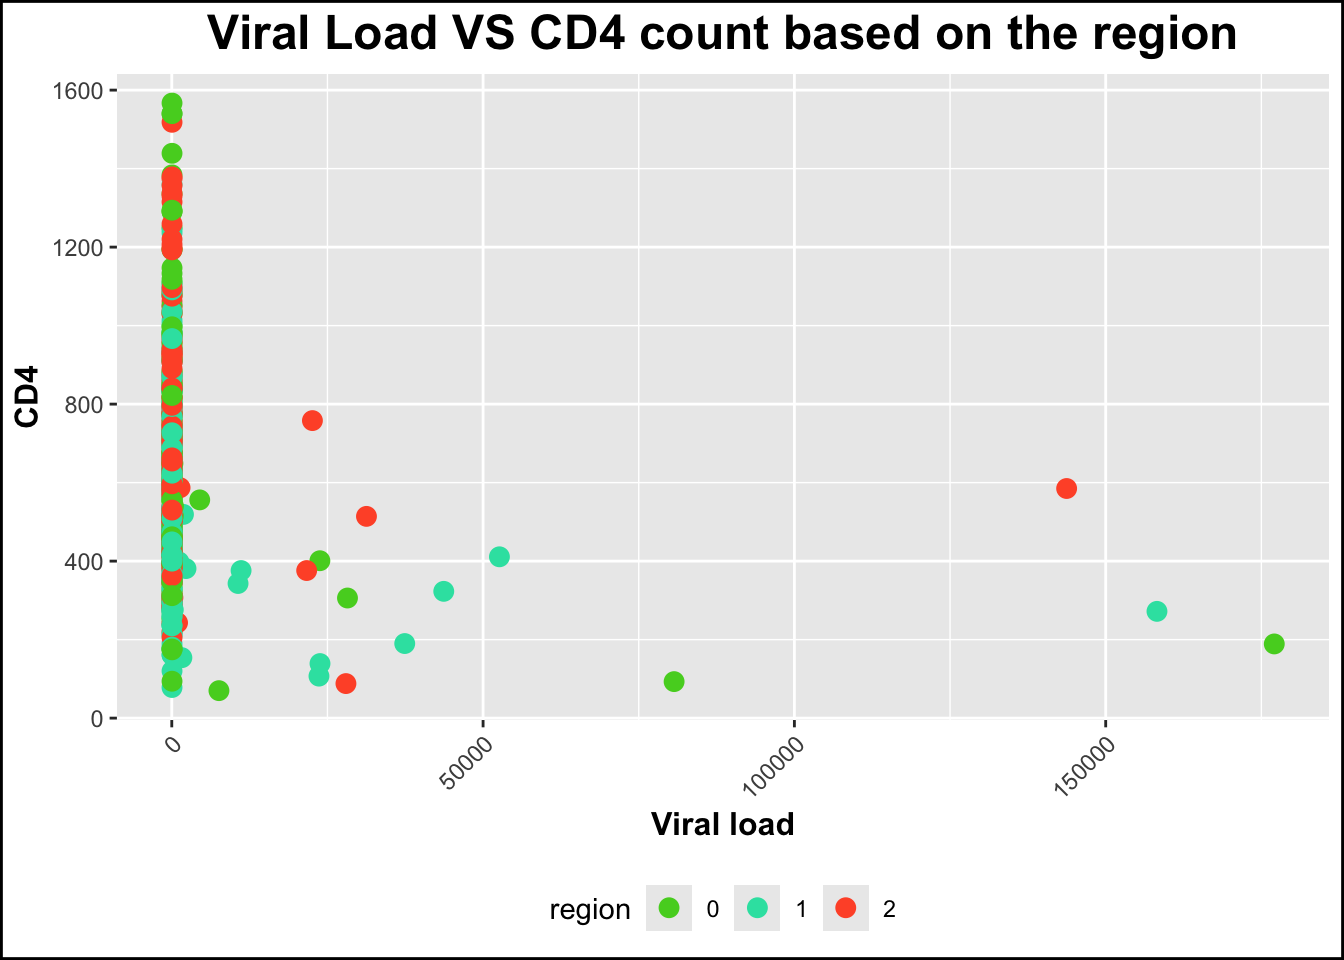 Viral Load VS CD4 count based on the region
CD4
1600
1200
800
400
0
0
50000
100000
150000
Viral load
region 0 1 2